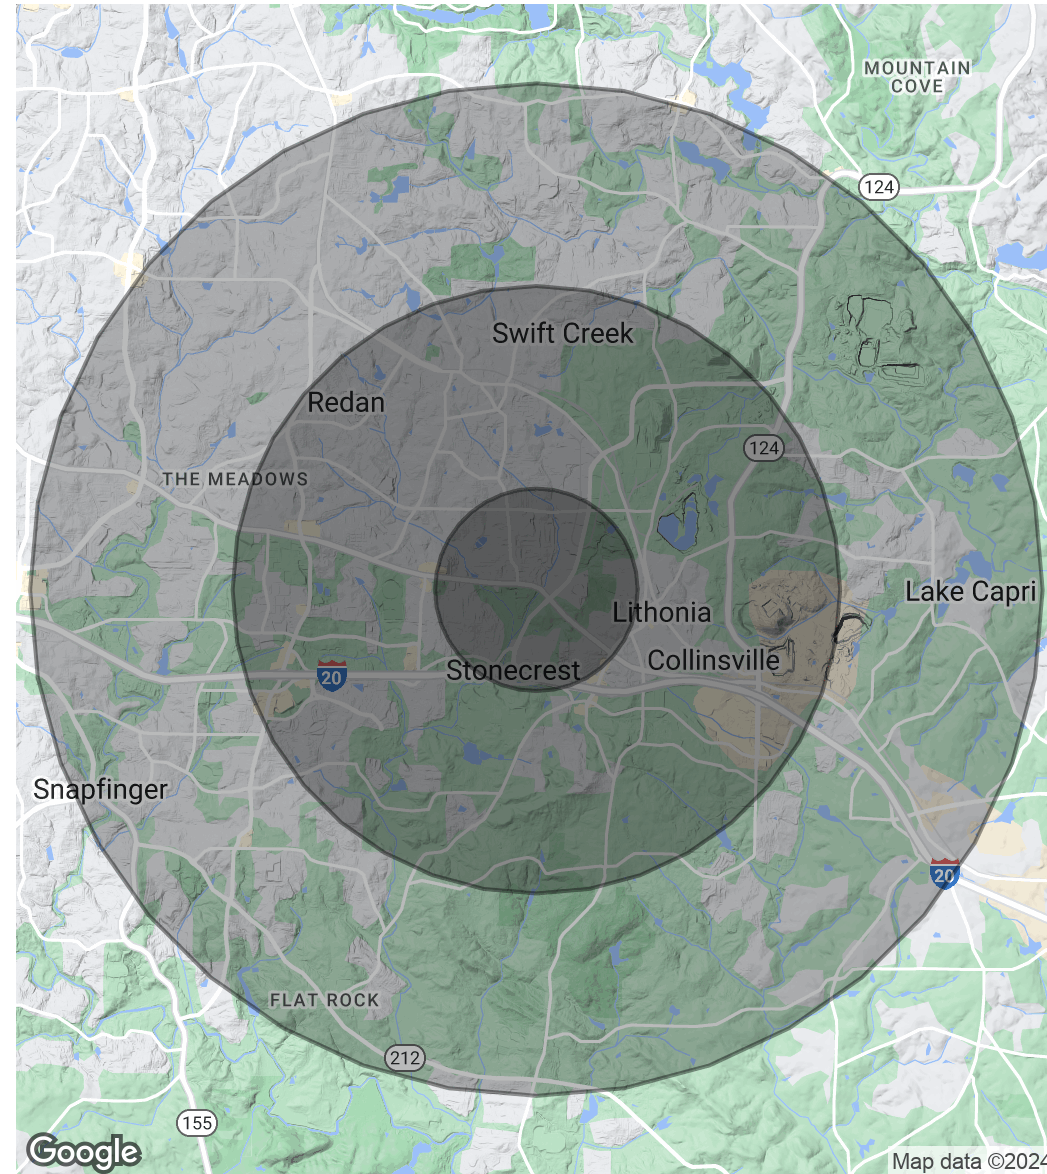 MOUNTAIN
COVE
124
Swift Creek
Redan
124
THE MEADOWS
Lake Capri
Lithonia
Collinsville
Stonecrest
20
Snapfinger
20
FLAT ROCK
212
155
Google
Map data ©2024